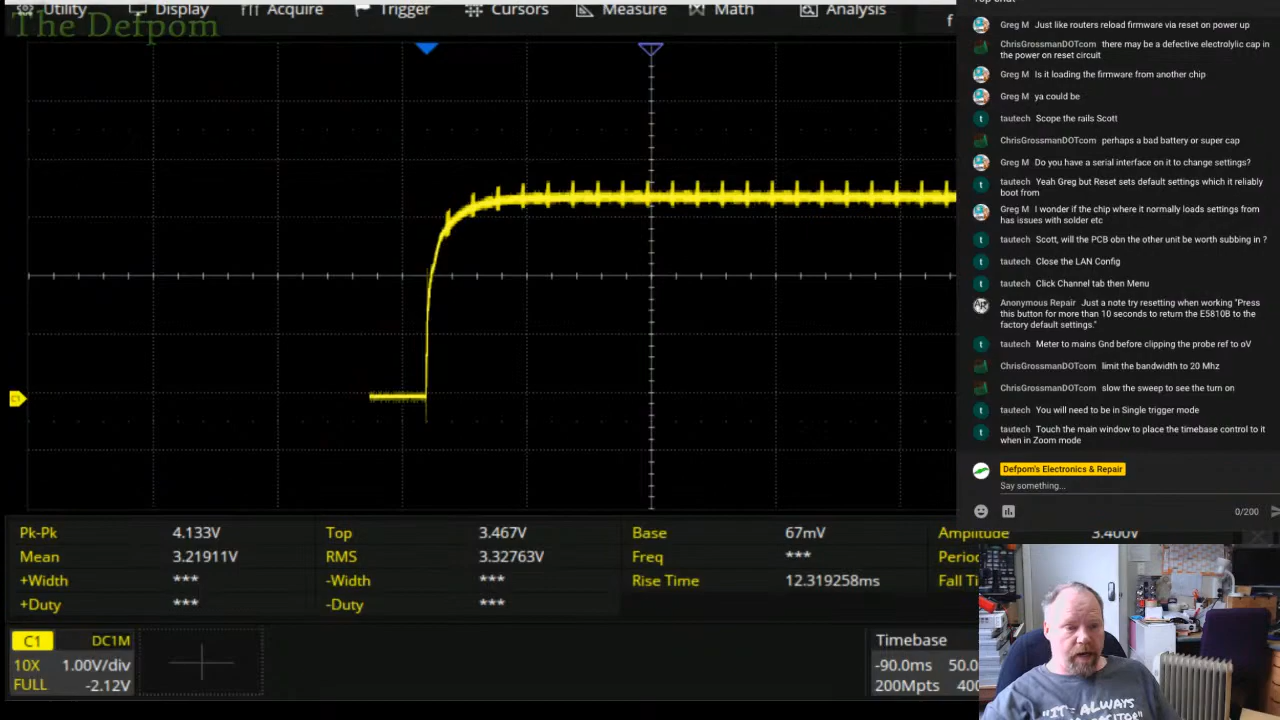 Utility Display Acquire Trigger Cursors Measure Math Analysis
The Defpom
f
C1
Pk-Pk 4.133V Top 3.467V Base 67mV Amplitude 3.400V
Mean 3.21911V RMS 3.32763V Freq *** Perio
+Width *** -Width *** Rise Time 12.319258ms Fall Ti
+Duty *** -Duty ***
C1 DC1M
10X 1.00V/div
FULL -2.12V
Timebase
-90.0ms 50.0
200Mpts 400
Greg M Just like routers reload firmware via reset on power up
ChrisGrossmanDOTcom there may be a defective electrolylic cap in
the power on reset circuit
Greg M Is it loading the firmware from another chip
Greg M ya could be
tautech Scope the rails Scott
ChrisGrossmanDOTcom perhaps a bad battery or super cap
Greg M Do you have a serial interface on it to change settings?
tautech Yeah Greg but Reset sets default settings which it reliably
boot from
Greg M I wonder if the chip where it normally loads settings from
has issues with solder etc
tautech Scott, will the PCB obn the other unit be worth subbing in ?
tautech Close the LAN Config
tautech Click Channel tab then Menu
Anonymous Repair Just a note try resetting when working "Press
this button for more than 10 seconds to return the E5810B to the
factory default settings."
tautech Meter to mains Gnd before clipping the probe ref to oV
ChrisGrossmanDOTcom limit the bandwidth to 20 Mhz
ChrisGrossmanDOTcom slow the sweep to see the turn on
tautech You will need to be in Single trigger mode
tautech Touch the main window to place the timebase control to it
when in Zoom mode
Defpom's Electronics & Repair
Say something...
0/200
"IT = ALWAYS